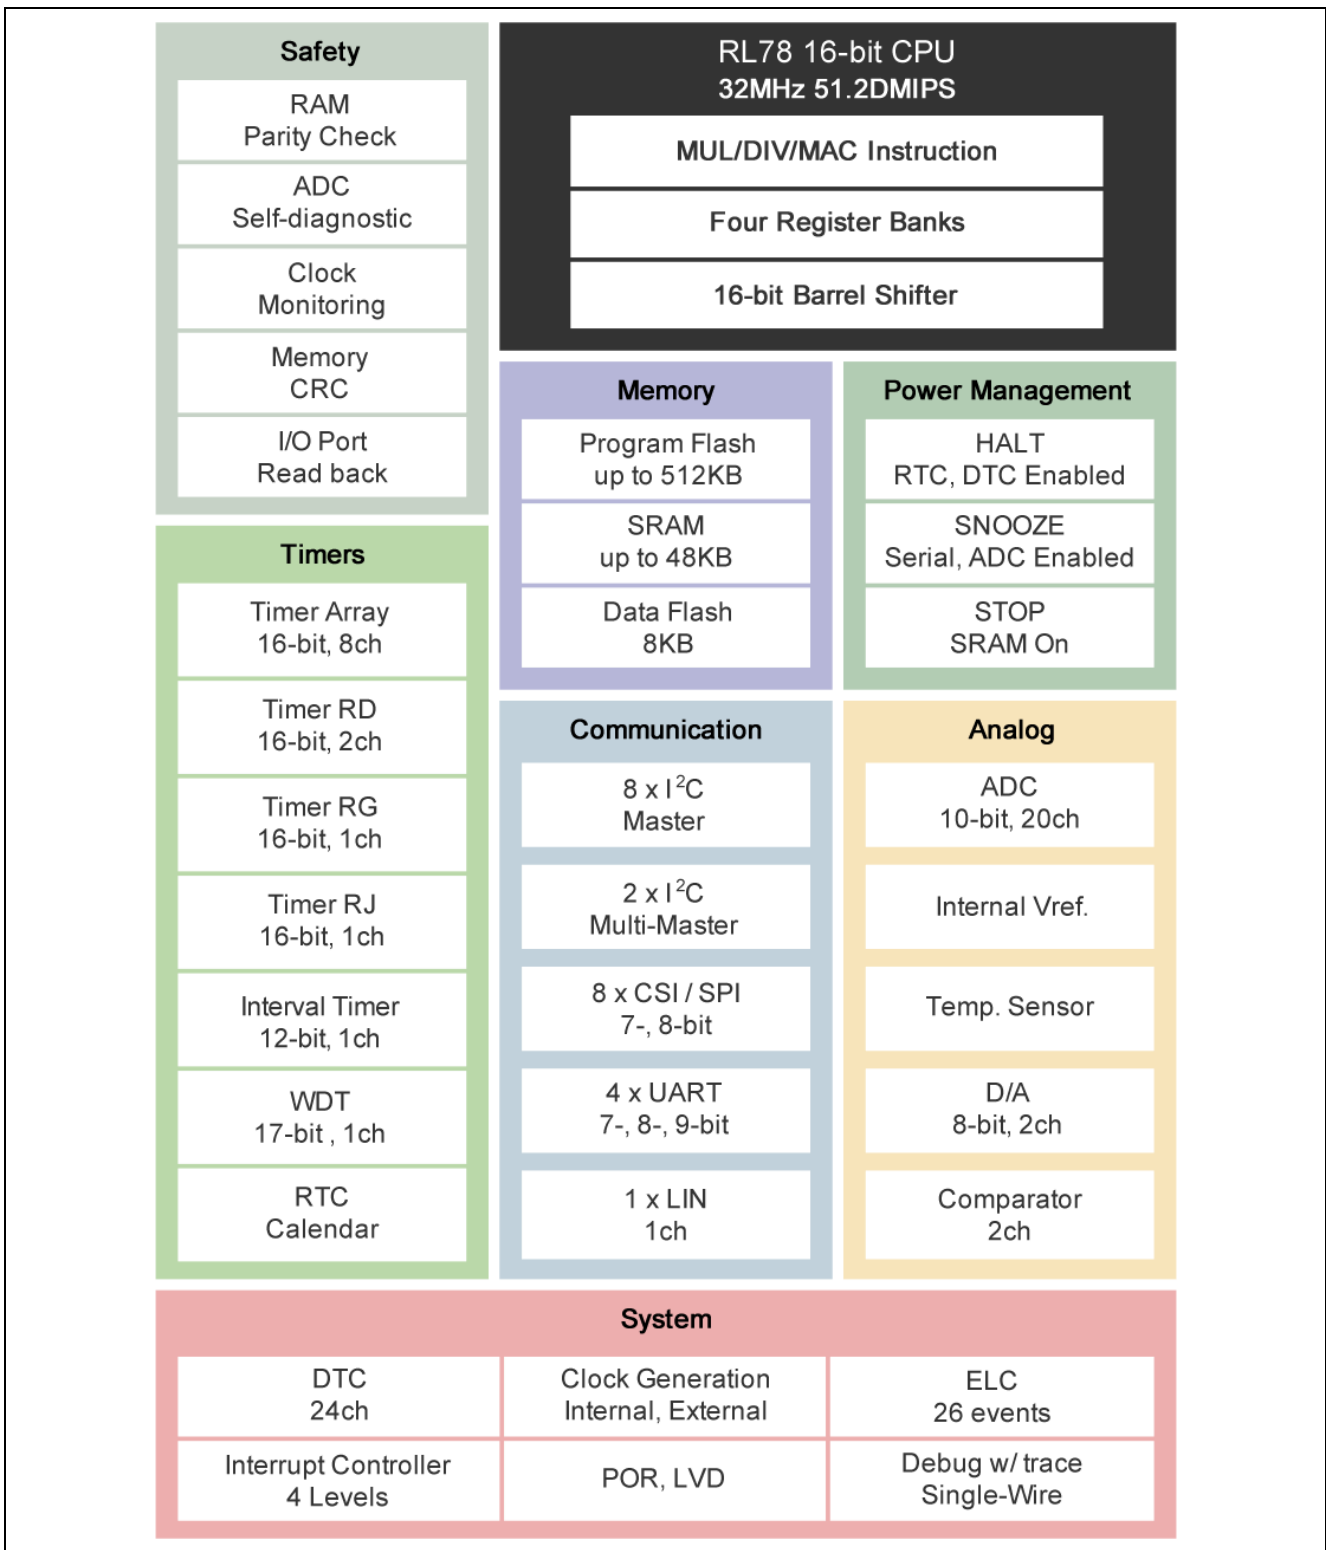 Safety
RAM
Parity Check
ADC
Self-diagnostic
Clock
Monitoring
Memory
CRC
I/O Port
Read back
RL78 16-bit CPU
32MHz 51.2DMIPS
MUL/DIV/MAC Instruction
Four Register Banks
16-bit Barrel Shifter
Memory
Program Flash
up to 512KB
SRAM
up to 48KB
Data Flash
8KB
Power Management
HALT
RTC, DTC Enabled
SNOOZE
Serial, ADC Enabled
STOP
SRAM On
Timers
Timer Array
16-bit, 8ch
Timer RD
16-bit, 2ch
Timer RG
16-bit, 1ch
Timer RJ
16-bit, 1ch
Interval Timer
12-bit, 1ch
WDT
17-bit , 1ch
RTC
Calendar
Communication
8 x I²C
Master
2 x I²C
Multi-Master
8 x CSI / SPI
7-, 8-bit
4 x UART
7-, 8-, 9-bit
1 x LIN
1ch
Analog
ADC
10-bit, 20ch
Internal Vref.
Temp. Sensor
D/A
8-bit, 2ch
Comparator
2ch
System
DTC
24ch
Clock Generation
Internal, External
ELC
26 events
Interrupt Controller
4 Levels
POR, LVD
Debug w/ trace
Single-Wire